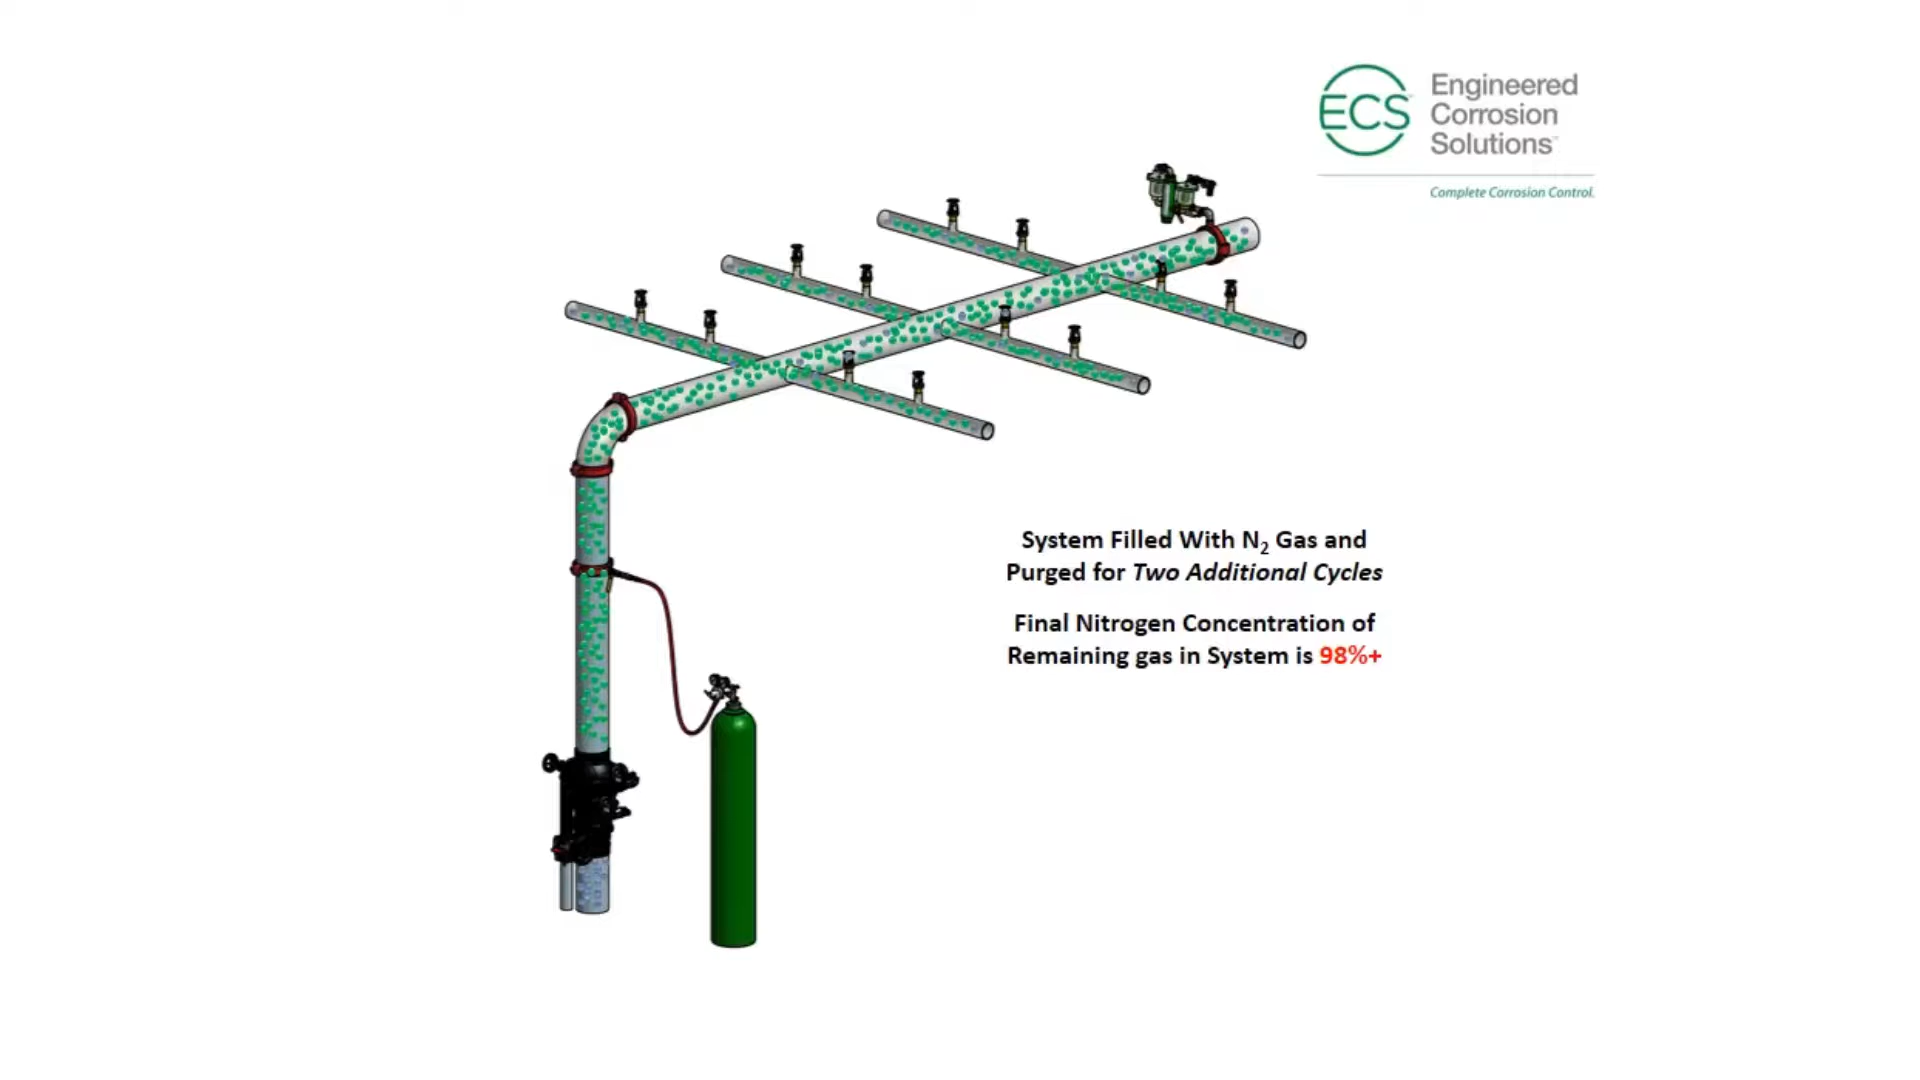 ECS
Engineered
Corrosion
Solutions™
Complete Corrosion Control.
System Filled With N₂ Gas and
Purged for Two Additional Cycles
Final Nitrogen Concentration of
Remaining gas in System is 98%+